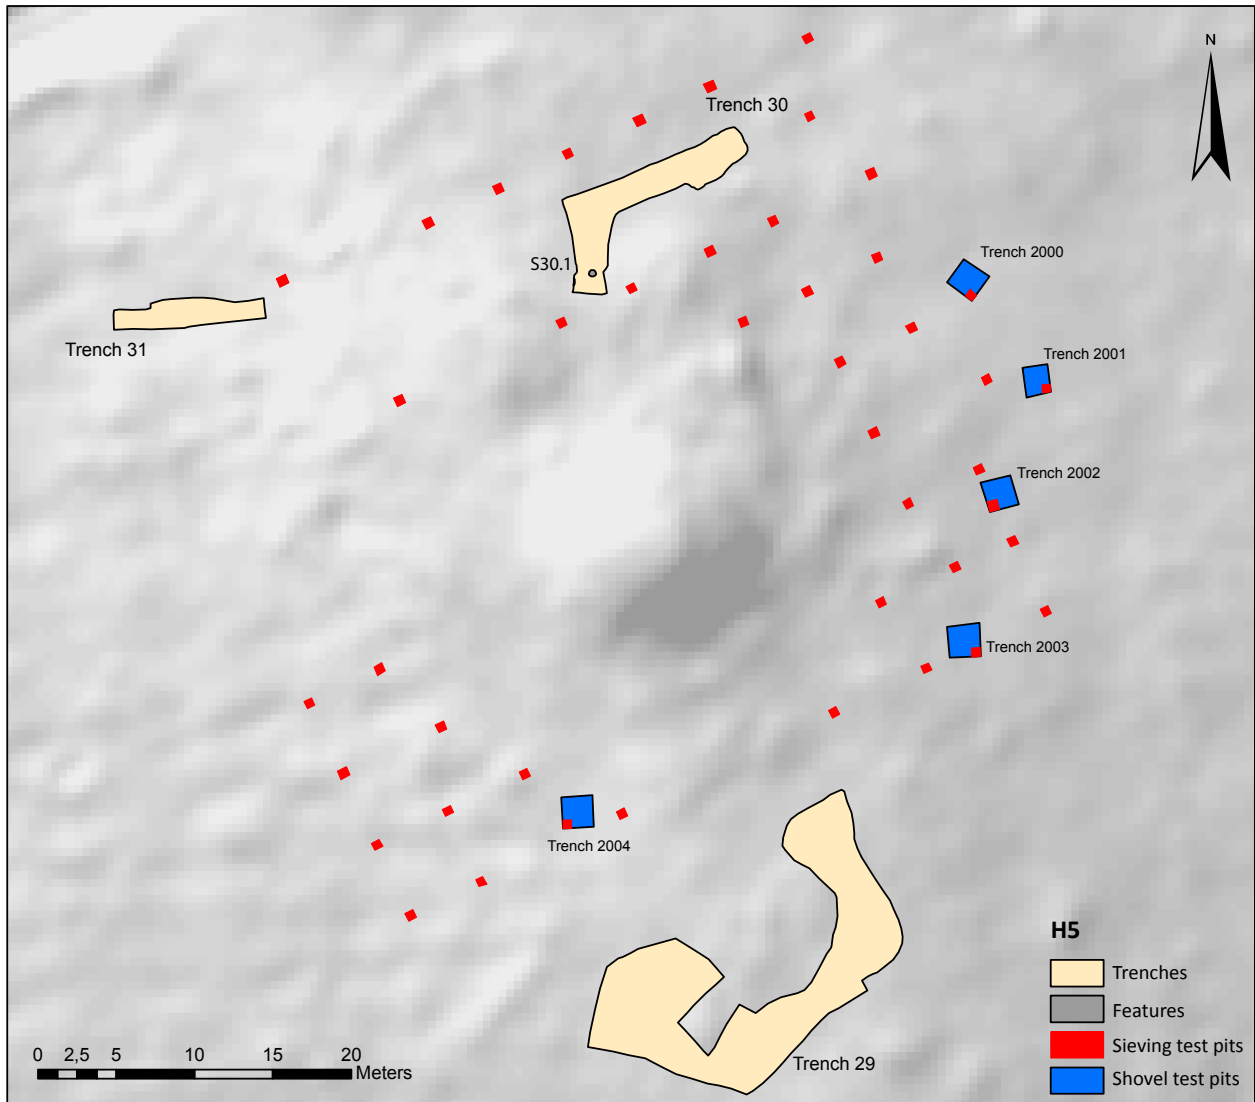 N
Trench 30
Trench 2000
S30.1
Trench 31
Trench 2001
Trench 2002
Trench 2003
Trench 2004
Trench 29
H5
Trenches
Features
Sieving test pits
Shovel test pits
0 2,5 5 10 15 20
Meters